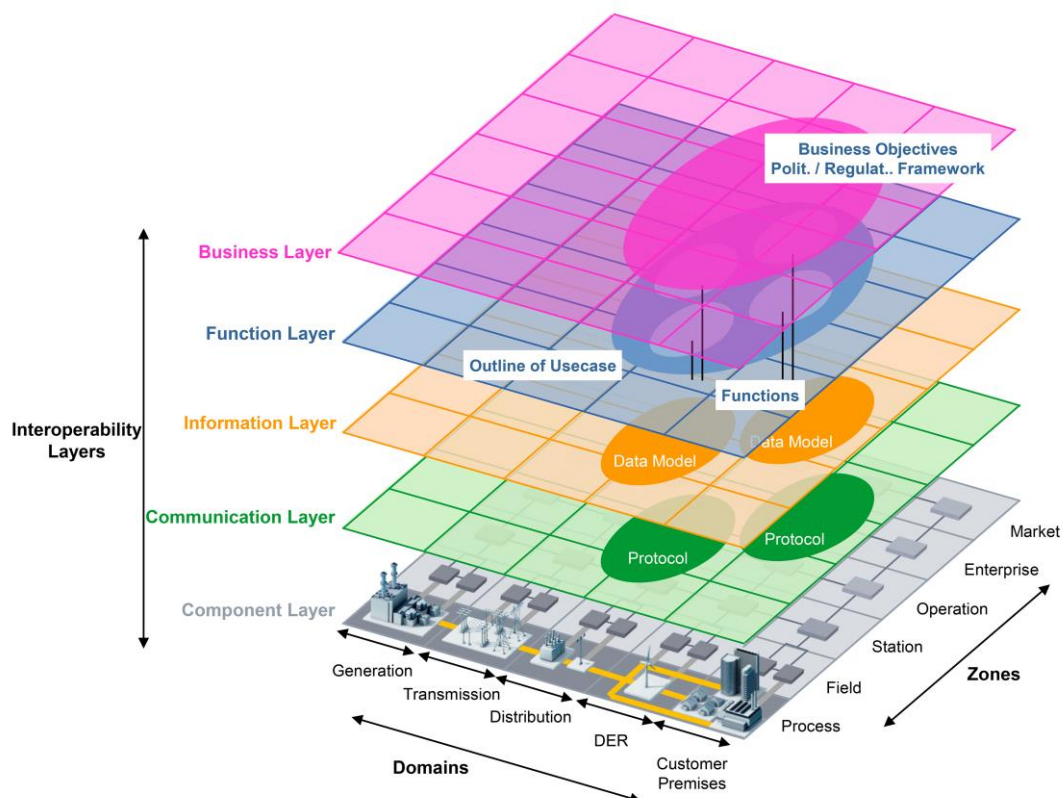 Business Objectives
Polit. / Regulat.. Framework
Business Layer
Function Layer
Outline of Usecase
Functions
Interoperability
Layers
Information Layer
Data Model
Data Model
Communication Layer
Protocol
Protocol
Component Layer
Market
Enterprise
Operation
Station
Field
Process
Zones
Generation
Transmission
Distribution
DER
Customer
Premises
Domains